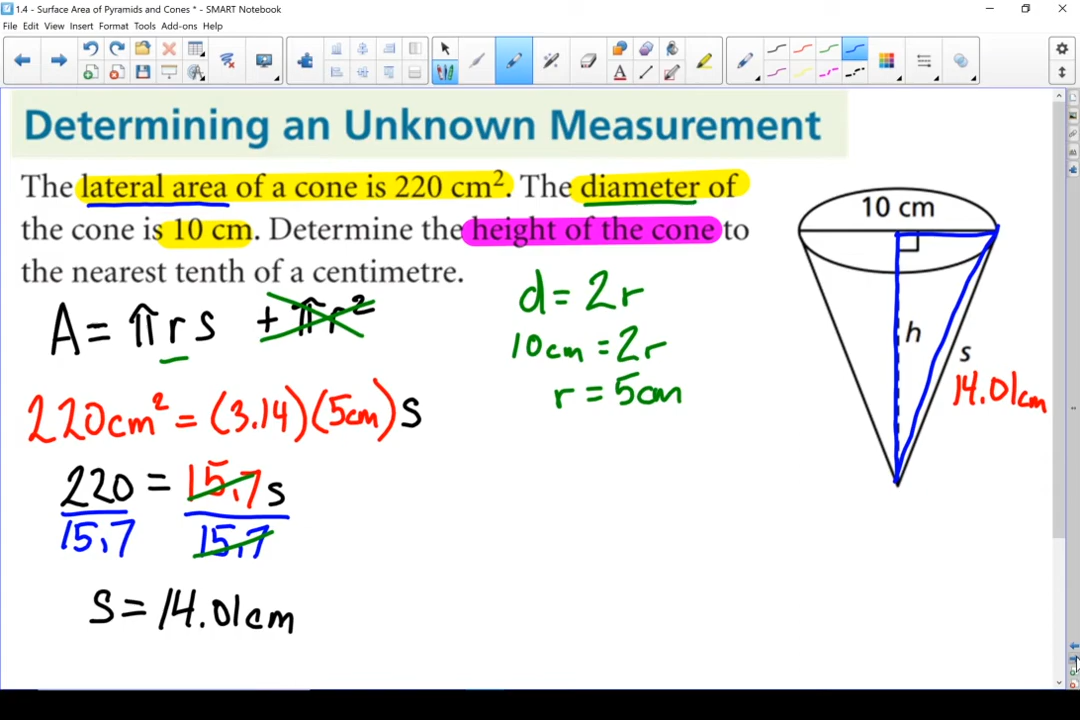 1.4 - Surface Area of Pyramids and Cones * - SMART Notebook
File Edit View Insert Format Tools Add-ons Help
Determining an Unknown Measurement
The lateral area of a cone is 220 cm². The diameter of
the cone is 10 cm. Determine the height of the cone to
the nearest tenth of a centimetre.
A = πrs + πr²
220cm² = (3.14)(5cm)s
220 = 15.7s
15.7 15.7
s = 14.01cm
d = 2r
10cm = 2r
r = 5cm
10 cm
h
s
14.01cm